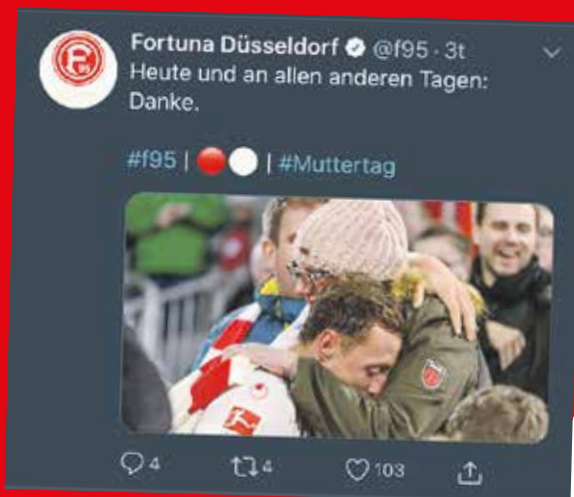 Fortuna Düsseldorf @f95 · 3t
Heute und an allen anderen Tagen:
Danke.
#f95 | 🔴⚪ | #Muttertag
4 4 103